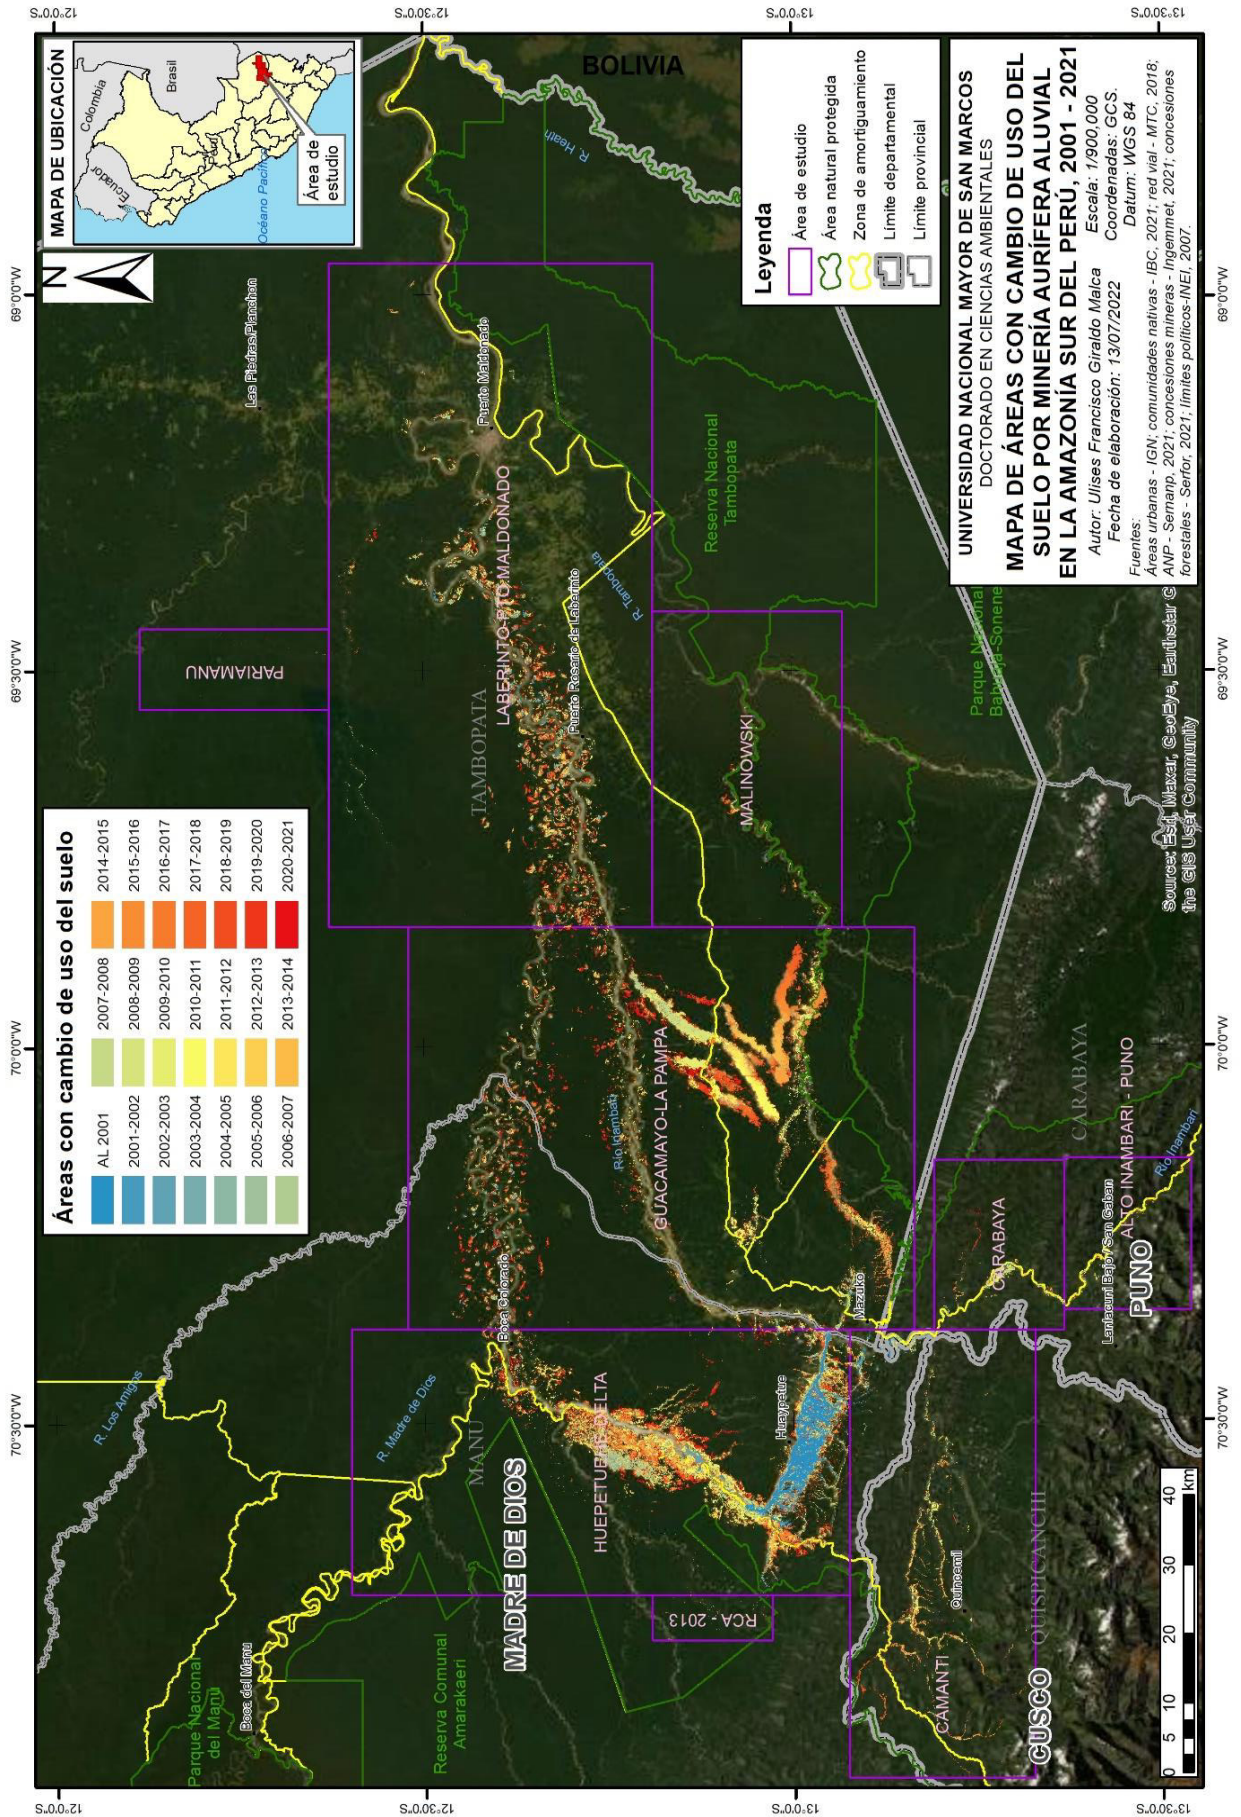 MAPA DE UBICACIÓN
Colombia
Ecuador
Brasil
Perú
Océano Pacífico
Área de
estudio
N
Áreas con cambio de uso del suelo
AL 2001
2001-2002
2002-2003
2003-2004
2004-2005
2005-2006
2006-2007
2007-2008
2008-2009
2009-2010
2010-2011
2011-2012
2012-2013
2013-2014
2014-2015
2015-2016
2016-2017
2017-2018
2018-2019
2019-2020
2020-2021
70°30'0"W
70°0'0"W
69°30'0"W
69°0'0"W
12°0'0"S
12°30'0"S
13°0'0"S
13°30'0"S
Parque Nacional
del Manu
Boca del Manu
R. Los Amigos
R. Madre de Dios
Reserva Comunal
Amarakaeri
MADRE DE DIOS
MANU
Boca Colorado
HUEPETUHE-DELTA
RCA - 2013
Huaypetue
Mazuko
Río Inambari
GUACAMAYO-LA PAMPA
PARIAMANU
TAMBOPATA
LABERINTO-PTO MALDONADO
Puerto Rosario de Laberinto
Las Piedras/Planchon
Puerto Maldonado
R. Tambopata
Reserva Nacional
Tambopata
MALINOWSKI
R. Heath
BOLIVIA
Parque Nacional
Bahuaja-Sonene
CAMANTI
Quincemil
CUSCO
QUISPICANCHI
CARABAYA
Lanlacuni Bajo / San Gaban
PUNO
ALTO INAMBARI - PUNO
CARABAYA
Río Inambari
0 5 10 20 30 40
km
Source: Esri, Maxar, GeoEye, Earthstar G
the GIS User Community
Leyenda
Área de estudio
Área natural protegida
Zona de amortiguamiento
Límite departamental
Límite provincial
UNIVERSIDAD NACIONAL MAYOR DE SAN MARCOS
DOCTORADO EN CIENCIAS AMBIENTALES
MAPA DE ÁREAS CON CAMBIO DE USO DEL
SUELO POR MINERÍA AURÍFERA ALUVIAL
EN LA AMAZONÍA SUR DEL PERÚ, 2001 - 2021
Autor: Ulises Francisco Giraldo Malca Escala: 1/900,000
Fecha de elaboración: 13/07/2022 Coordenadas: GCS.
Datum: WGS 84
Fuentes:
Áreas urbanas - IGN; comunidades nativas - IBC, 2021; red vial - MTC, 2018;
ANP - Sernanp, 2021; concesiones mineras - Ingemmet, 2021; concesiones
forestales - Serfor, 2021; límites políticos-INEI, 2007.